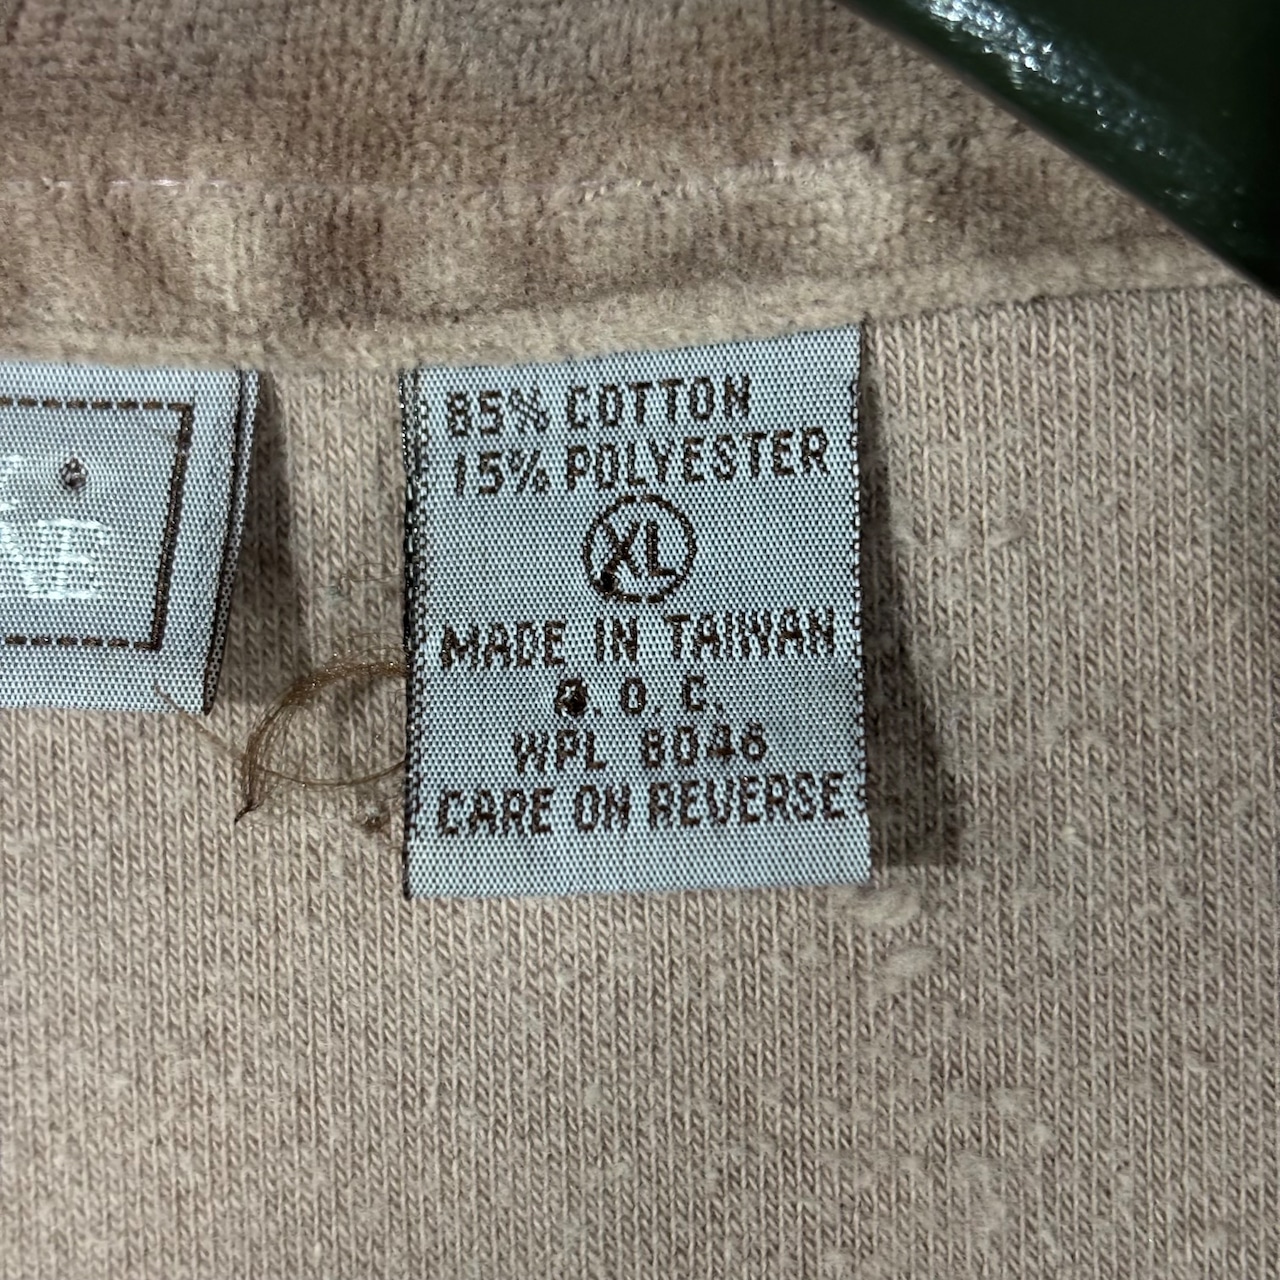 85% COTTON
15% POLYESTER
XL
MADE IN TAIWAN
R. O. C.
WPL 8046
CARE ON REVERSE